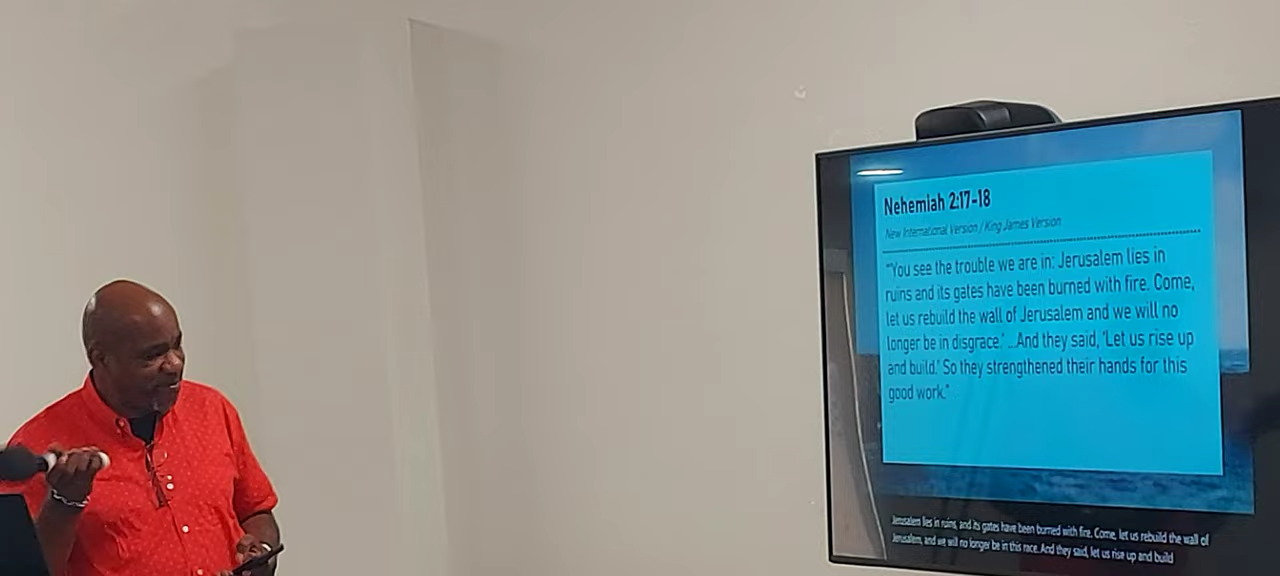 Nehemiah 2:17-18
New International Version / King James Version
"You see the trouble we are in: Jerusalem lies in
ruins and its gates have been burned with fire. Come,
let us rebuild the wall of Jerusalem and we will no
longer be in disgrace.' ...And they said, 'Let us rise up
and build.' So they strengthened their hands for this
good work."
Jerusalem lies in ruins, and its gates have been burned with fire. Come, let us rebuild the wall of
Jerusalem, and we will no longer be in this race. And they said, let us rise up and build